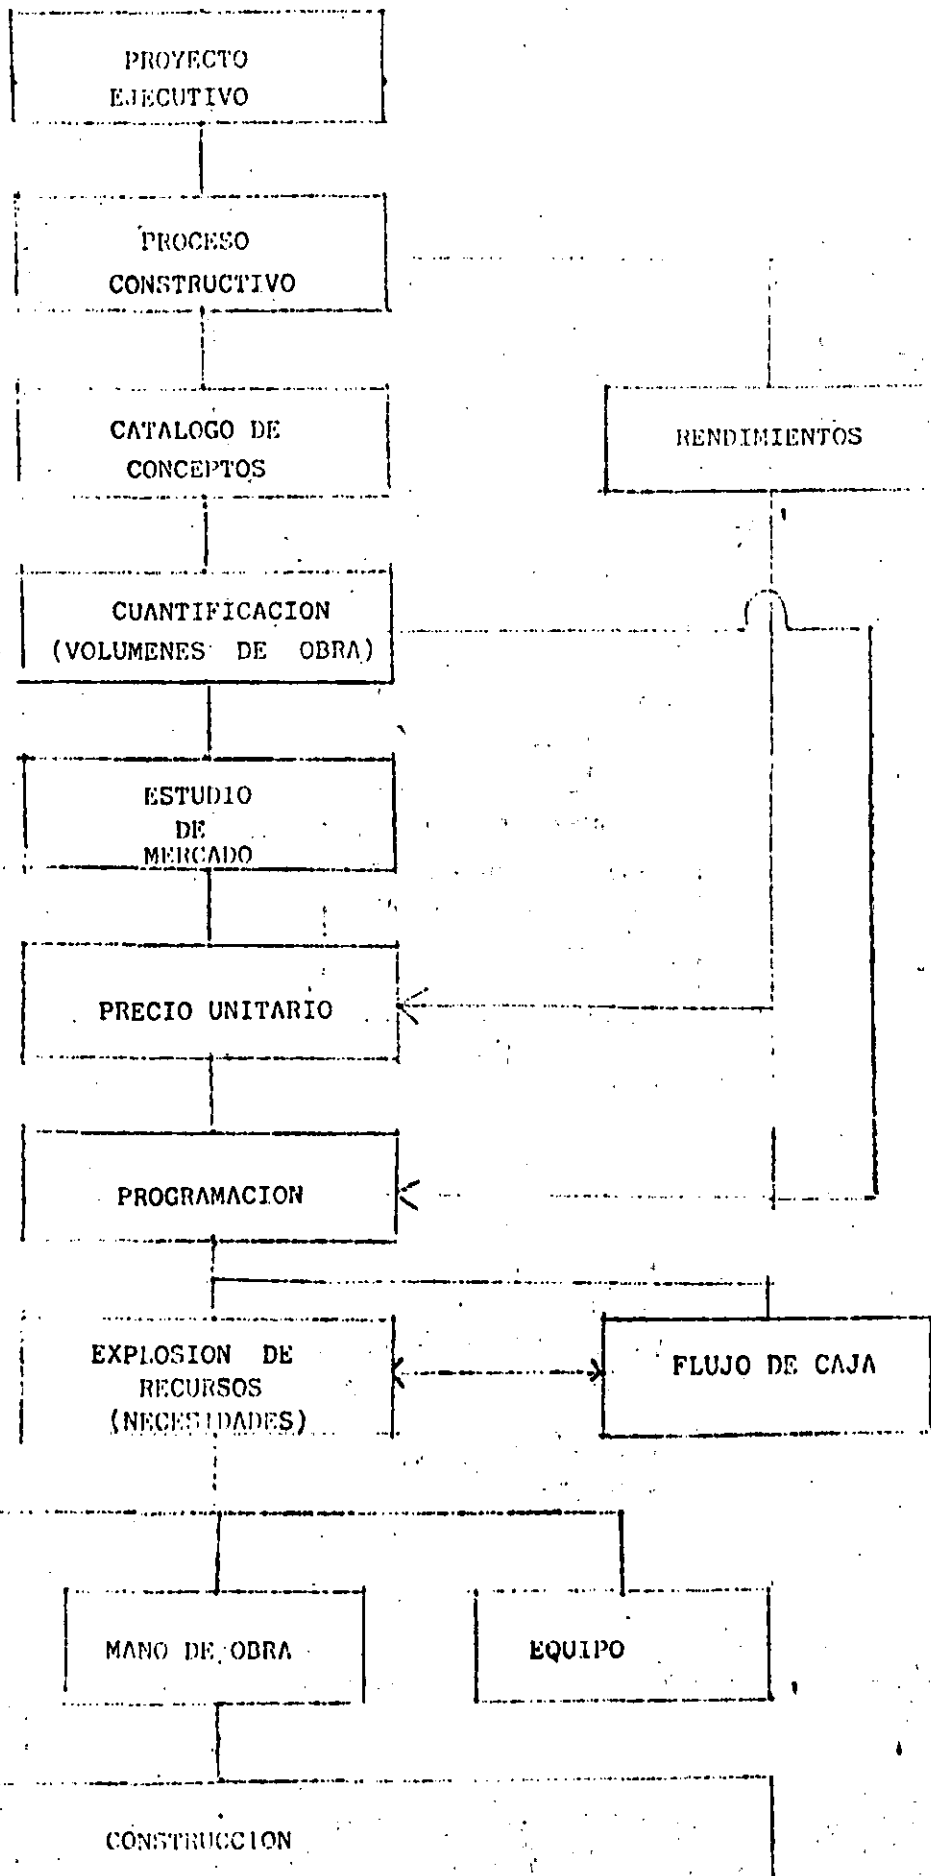 PROYECTO
EJECUTIVO
PROCESO
CONSTRUCTIVO
CATALOGO DE
CONCEPTOS
RENDIMIENTOS
CUANTIFICACION
(VOLUMENES DE OBRA)
ESTUDIO
DE
MERCADO
PRECIO UNITARIO
PROGRAMACION
EXPLOSION DE
RECURSOS
(NECESIDADES)
FLUJO DE CAJA
MANO DE OBRA
EQUIPO
CONSTRUCCION